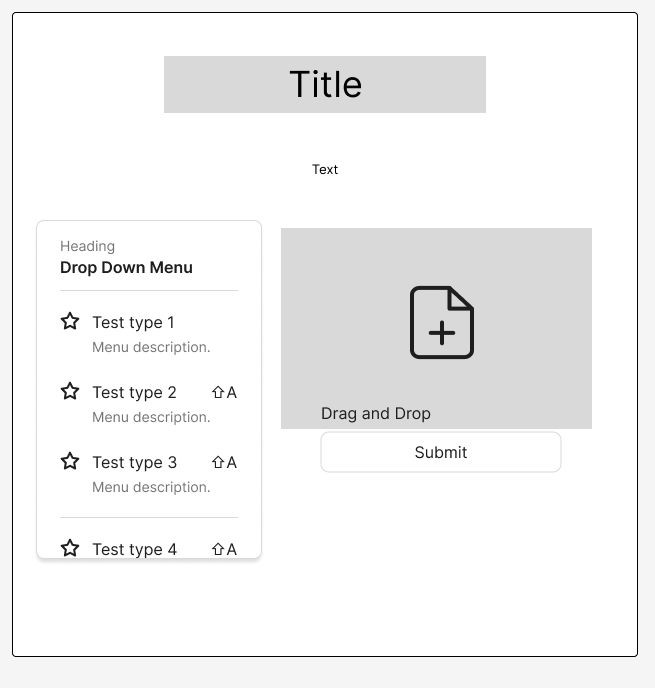 Title
Text
Heading
Drop Down Menu
Test type 1
Menu description.
Test type 2 ⇧A
Menu description.
Test type 3 ⇧A
Menu description.
Test type 4 ⇧A
Drag and Drop
Submit